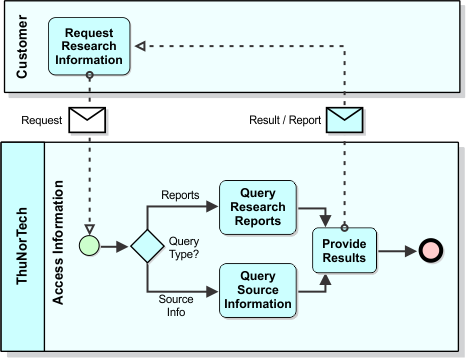 Customer
Request
Research
Information
Request
Result / Report
ThuNorTech
Access Information
Reports
Query
Type?
Source
Info
Query
Research
Reports
Query
Source
Information
Provide
Results